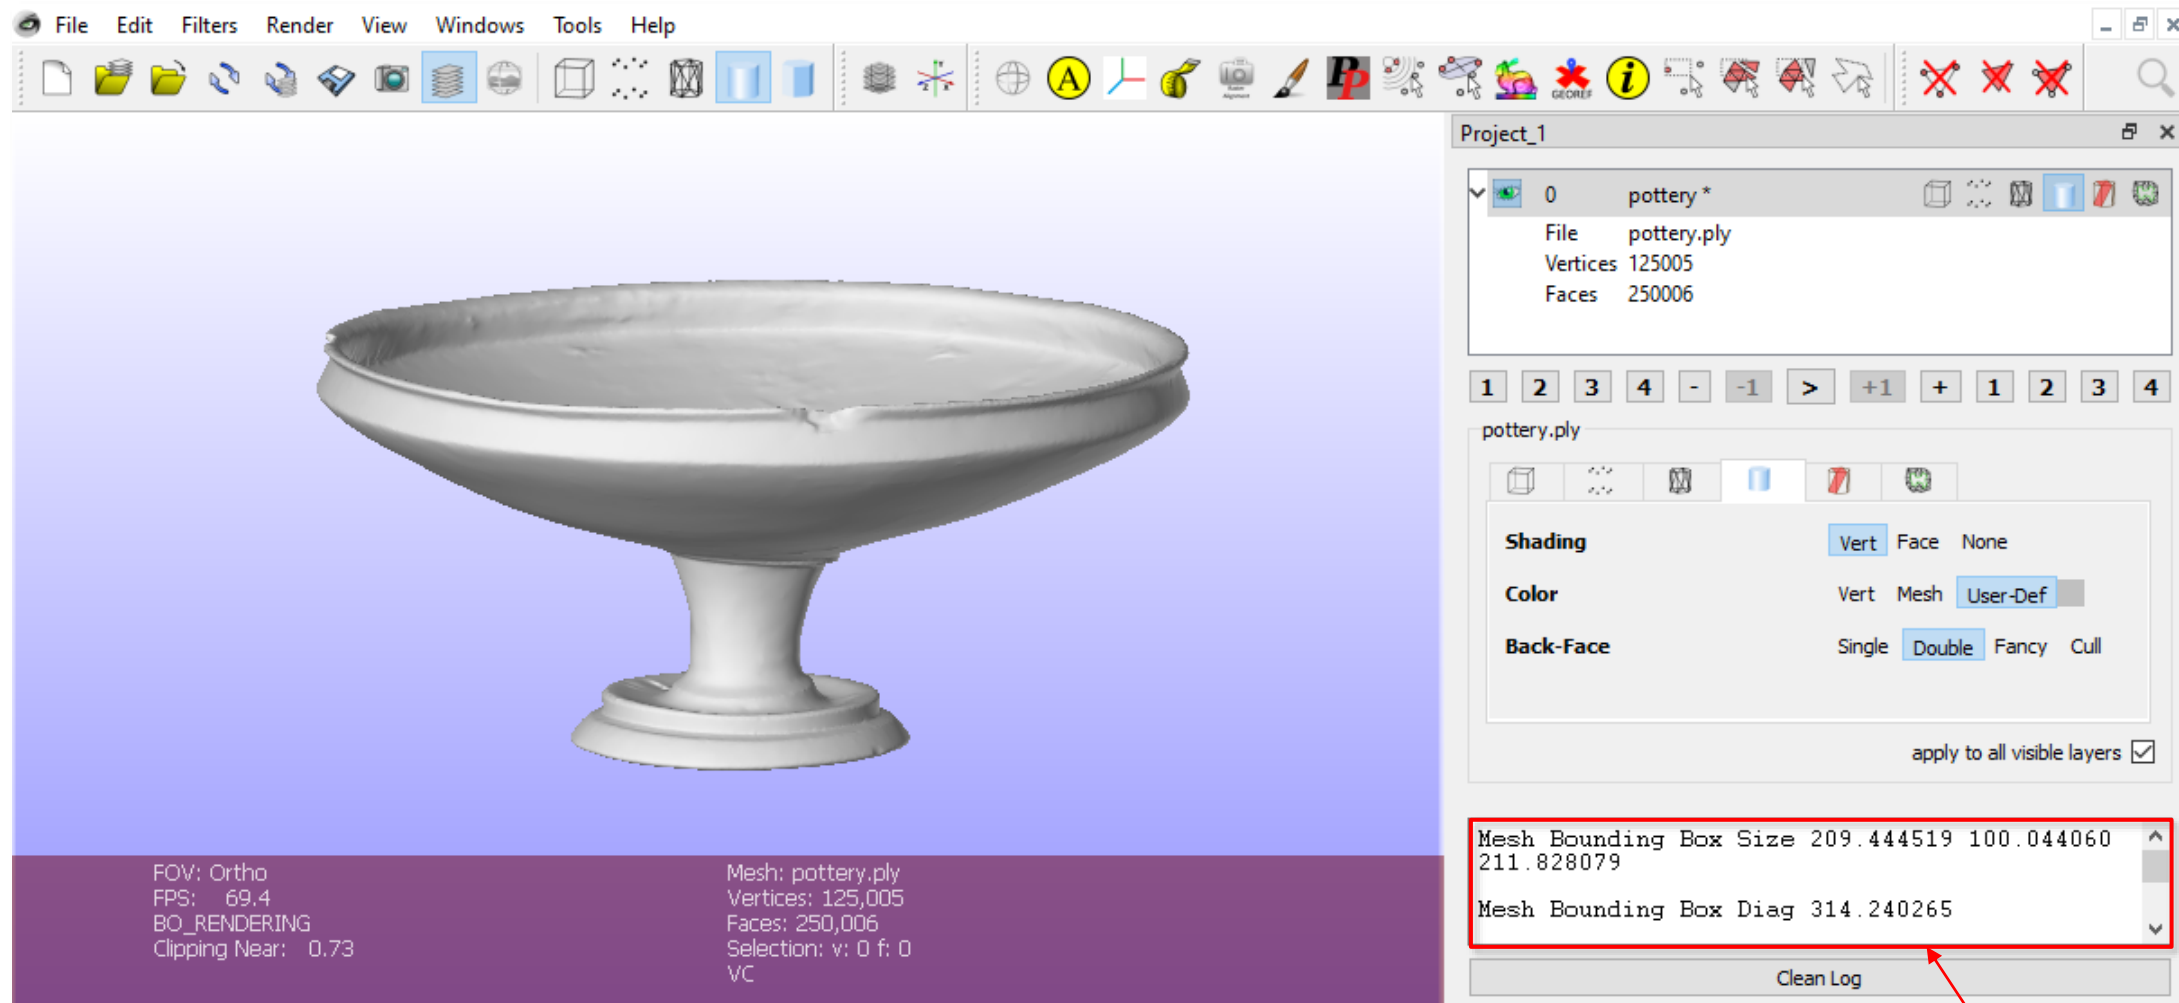 File Edit Filters Render View Windows Tools Help
A PP GEOREF i
Project_1
0 pottery *
File pottery.ply
Vertices 125005
Faces 250006
1 2 3 4 - -1 > +1 + 1 2 3 4
pottery.ply
Shading Vert Face None
Color Vert Mesh User-Def
Back-Face Single Double Fancy Cull
apply to all visible layers
Mesh Bounding Box Size 209.444519 100.044060
211.828079
Mesh Bounding Box Diag 314.240265
Clean Log
FOV: Ortho
FPS: 69.4
BO_RENDERING
Clipping Near: 0.73
Mesh: pottery.ply
Vertices: 125,005
Faces: 250,006
Selection: v: 0 f: 0
VC